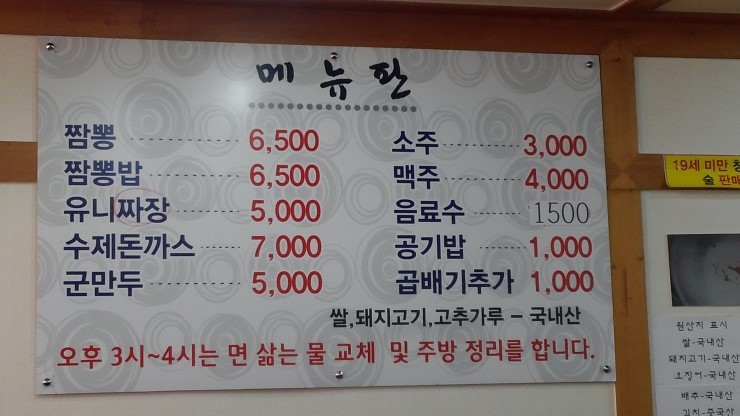 메뉴판
짬뽕 6,500
짬뽕밥 6,500
유니짜장 5,000
수제돈까스 7,000
군만두 5,000
소주 3,000
맥주 4,000
음료수 1500
공기밥 1,000
곱배기추가 1,000
쌀,돼지고기,고추가루 - 국내산
오후 3시~4시는 면 삶는 물 교체 및 주방 정리를 합니다.
19세 미만
술 판매
원산지 표시
쌀-국내산
돼지고기-국내산
오징어-국내산
배추-국내산
김치-중국산